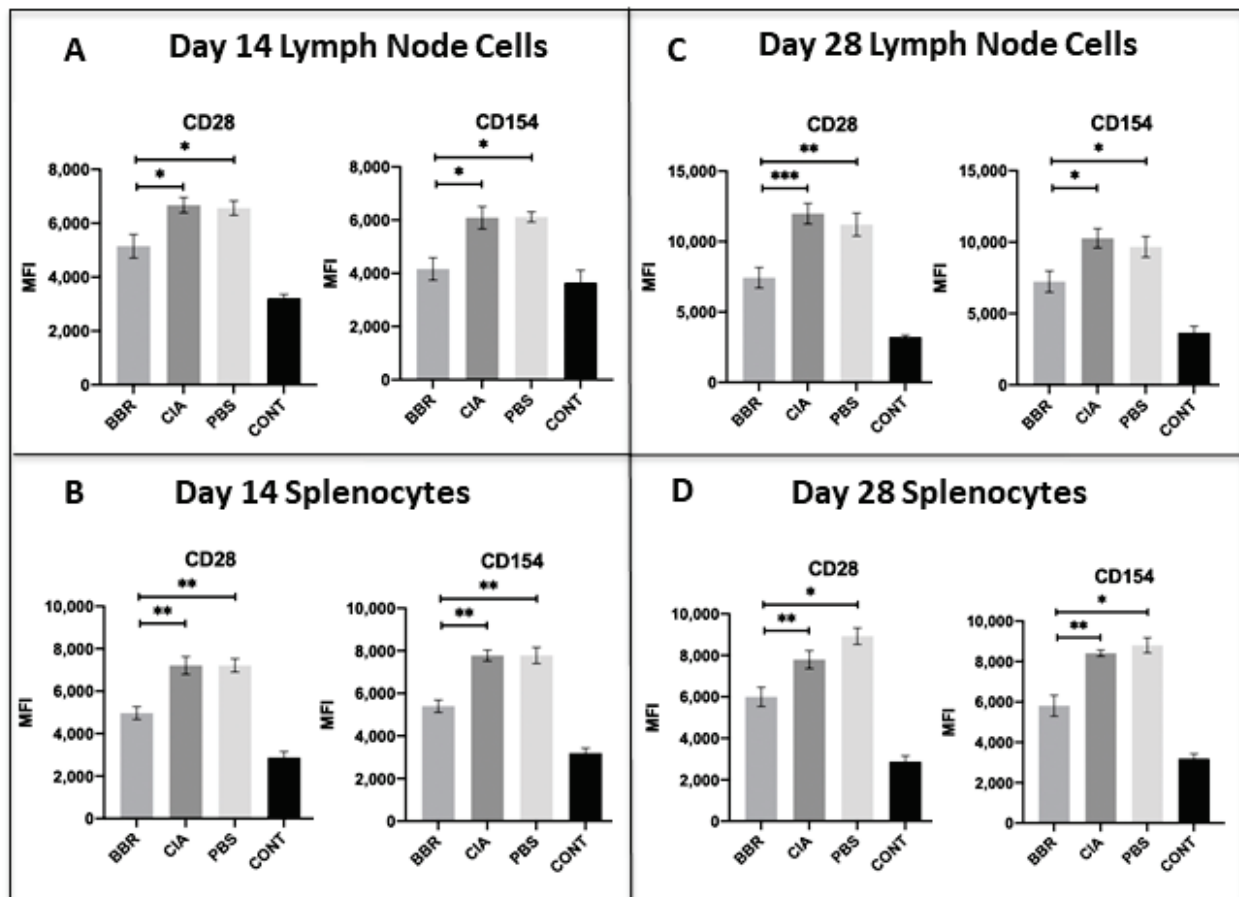 A Day 14 Lymph Node Cells
CD28
*
*
8,000
6,000
4,000
2,000
0
MFI
BBR
CIA
PBS
CONT
CD154
*
*
8,000
6,000
4,000
2,000
0
MFI
BBR
CIA
PBS
CONT
C Day 28 Lymph Node Cells
CD28
**
***
15,000
10,000
5,000
0
MFI
BBR
CIA
PBS
CONT
CD154
*
*
15,000
10,000
5,000
0
MFI
BBR
CIA
PBS
CONT
B Day 14 Splenocytes
CD28
**
**
10,000
8,000
6,000
4,000
2,000
0
MFI
BBR
CIA
PBS
CONT
CD154
**
**
10,000
8,000
6,000
4,000
2,000
0
MFI
BBR
CIA
PBS
CONT
D Day 28 Splenocytes
CD28
*
**
10,000
8,000
6,000
4,000
2,000
0
MFI
BBR
CIA
PBS
CONT
CD154
*
**
10,000
8,000
6,000
4,000
2,000
0
MFI
BBR
CIA
PBS
CONT